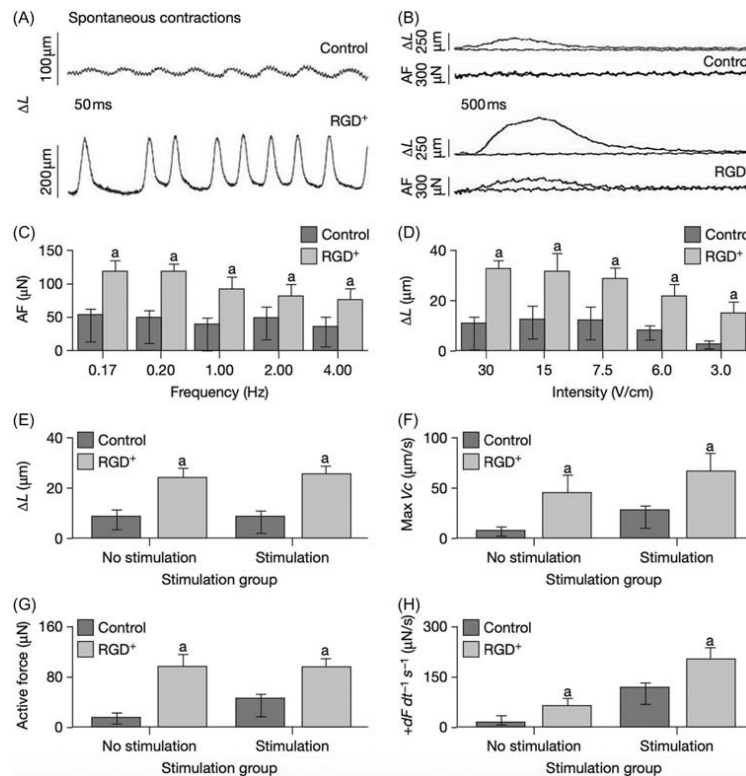 (A) Spontaneous contractions
100μm
Control
ΔL
50 ms
RGD⁺
200μm
(B)
ΔL
250
μm
AF
300
μN
Control
500 ms
ΔL
250
μm
RGD
AF
300
μN
(C)
Control
RGD⁺
AF (μN)
150
100
50
0
a a a a a
0.17 0.20 1.00 2.00 4.00
Frequency (Hz)
(D)
Control
RGD⁺
ΔL (μm)
40
20
0
a a a a a
30 15 7.5 6.0 3.0
Intensity (V/cm)
(E)
Control
RGD⁺
ΔL (μm)
40
20
0
a a
No stimulation Stimulation
Stimulation group
(F)
Control
RGD⁺
Max Vc (μm/s)
100
50
0
a a
No stimulation Stimulation
Stimulation group
(G)
Control
RGD⁺
Active force (μN)
160
80
0
a a
No stimulation Stimulation
Stimulation group
(H)
Control
RGD⁺
+dF dt⁻¹ s⁻¹ (μN/s)
300
150
0
a a
No stimulation Stimulation
Stimulation group